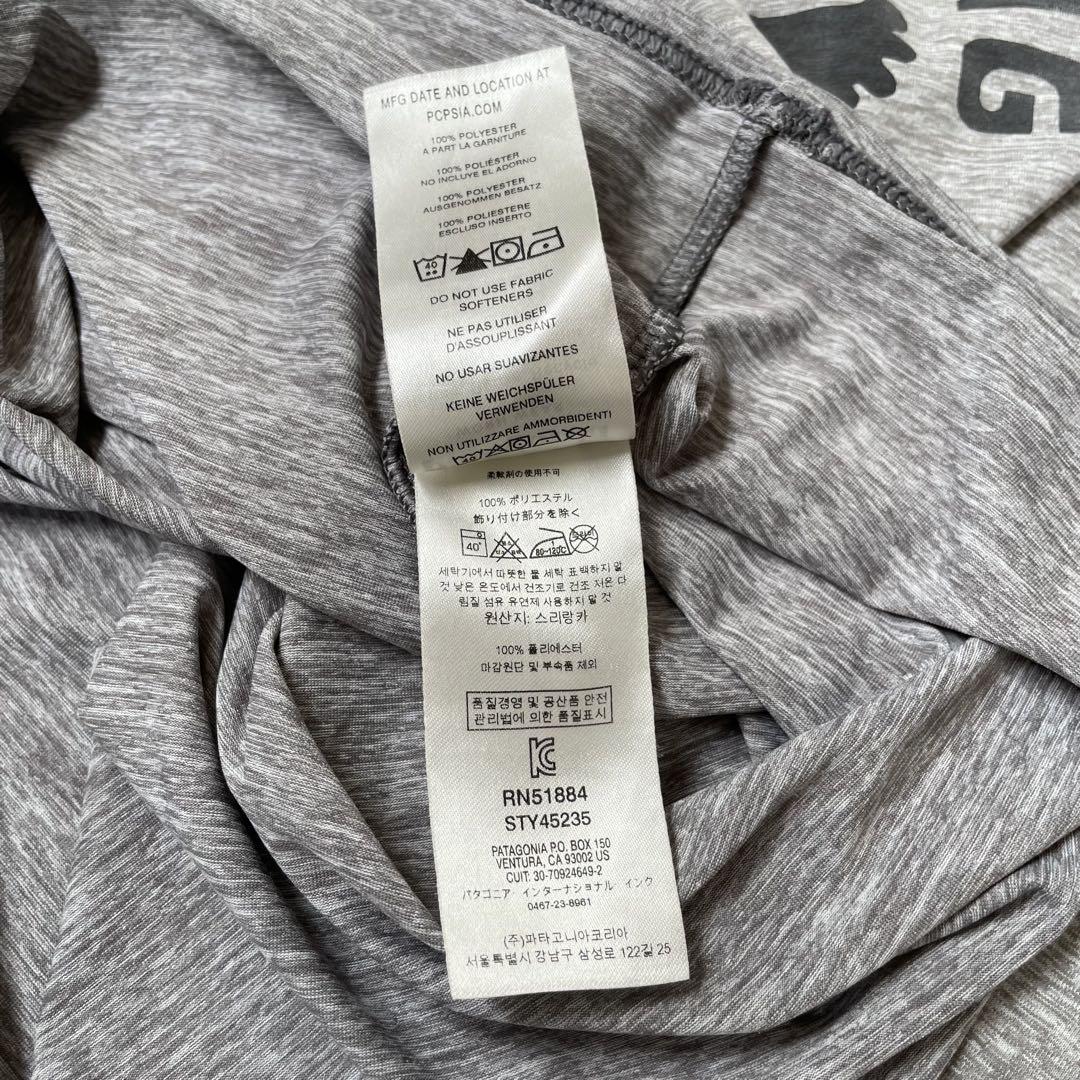 G
MFG DATE AND LOCATION AT
PCPSIA.COM
100% POLYESTER
A PART LA GARNITURE
100% POLIÉSTER
NO INCLUYE EL ADORNO
100% POLYESTER
AUSGENOMMEN BESATZ
100% POLIESTERE
ESCLUSO INSERTO
40
DO NOT USE FABRIC
SOFTENERS
NE PAS UTILISER
D'ASSOUPLISSANT
NO USAR SUAVIZANTES
KEINE WEICHSPÜLER
VERWENDEN
NON UTILIZZARE AMMORBIDENTI
40
柔軟剤の使用不可
100% ポリエステル
飾り付け部分を除く
40° 1 80-120C
세탁기에서 따뜻한 물 세탁 표백하지 말
것 낮은 온도에서 건조기로 건조 저온 다
림질 섬유 유연제 사용하지 말 것
원산지: 스리랑카
100% 폴리에스터
마감원단 및 부속품 제외
품질경영 및 공산품 안전
관리법에 의한 품질표시
RN51884
STY45235
PATAGONIA P.O. BOX 150
VENTURA, CA 93002 US
CUIT: 30-70924649-2
パタゴニア・インターナショナル・インク
0467-23-8961
(주)파타고니아코리아
서울특별시 강남구 삼성로 122길 25